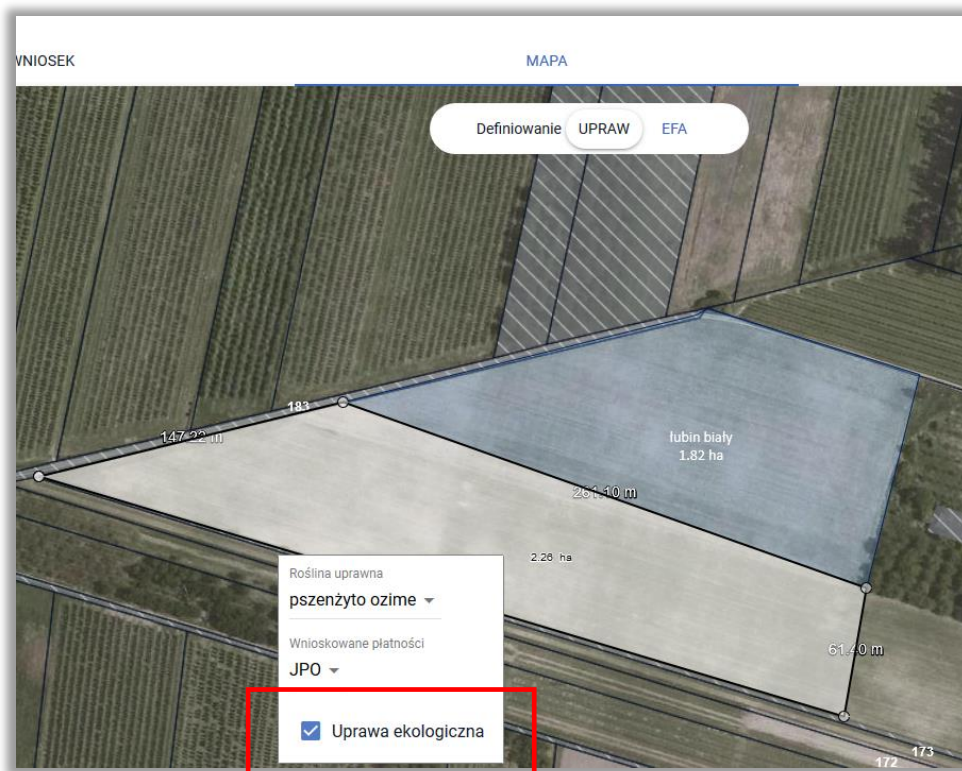 WNIOSEK
MAPA
Definiowanie UPRAW EFA
183
147.22 m
łubin biały
1.82 ha
261.10 m
2.26 ha
Roślina uprawna
pszenżyto ozime
Wnioskowane płatności
JPO
61.40 m
Uprawa ekologiczna
173
172